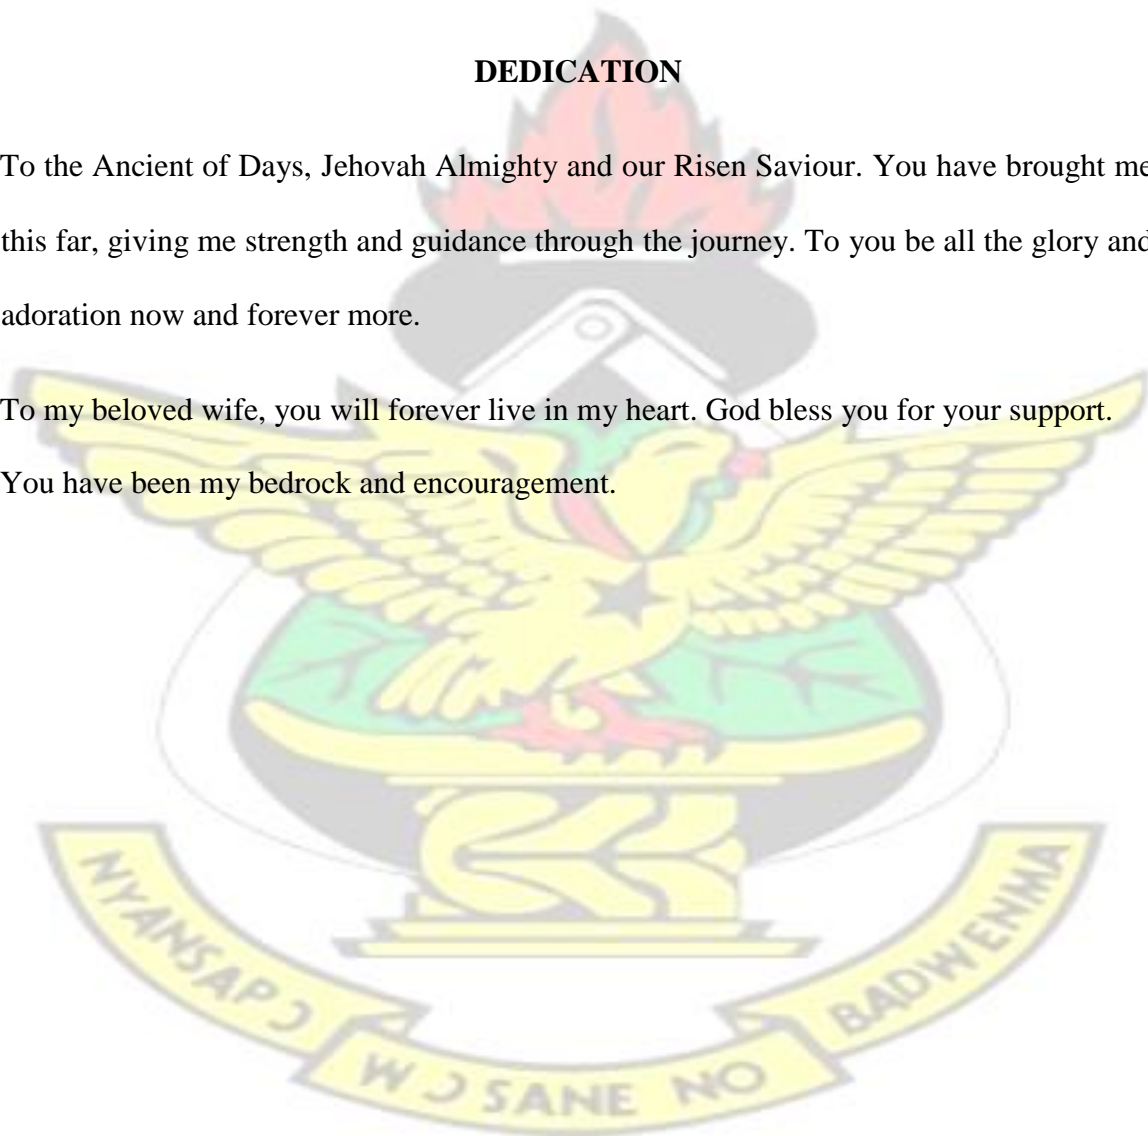 DEDICATION
To the Ancient of Days, Jehovah Almighty and our Risen Saviour. You have brought me
this far, giving me strength and guidance through the journey. To you be all the glory and
adoration now and forever more.
To my beloved wife, you will forever live in my heart. God bless you for your support.
You have been my bedrock and encouragement.
NYANSAPƆ
WƆSANE NO
BADWENMA